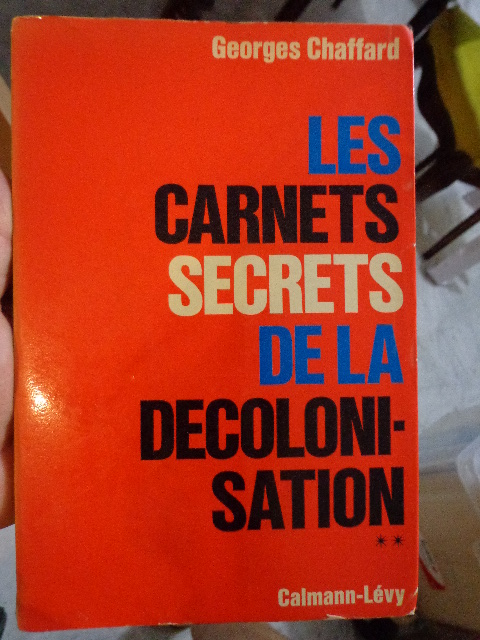 Georges Chaffard
LES
CARNETS
SECRETS
DE LA
DECOLONI-
SATION
**
Calmann-Lévy